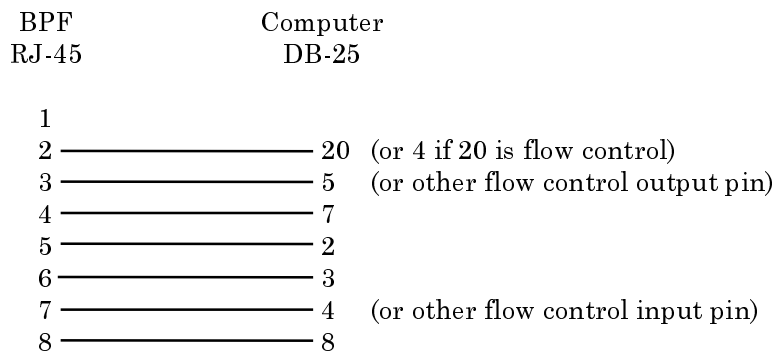 BPF Computer
RJ-45 DB-25
1
2 20 (or 4 if 20 is flow control)
3 5 (or other flow control output pin)
4 7
5 2
6 3
7 4 (or other flow control input pin)
8 8